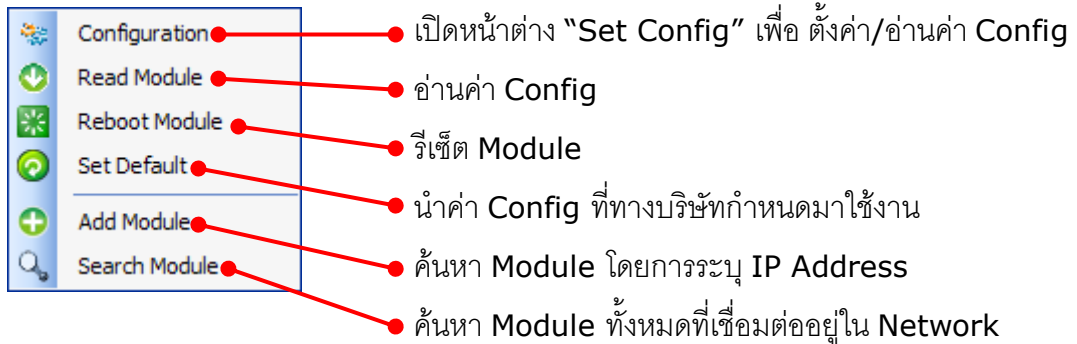 Configuration
เปิดหน้าต่าง “Set Config” เพื่อ ตั้งค่า/อ่านค่า Config
Read Module
อ่านค่า Config
Reboot Module
รีเซ็ต Module
Set Default
นำค่า Config ที่ทางบริษัทกำหนดมาใช้งาน
Add Module
ค้นหา Module โดยการระบุ IP Address
Search Module
ค้นหา Module ทั้งหมดที่เชื่อมต่ออยู่ใน Network